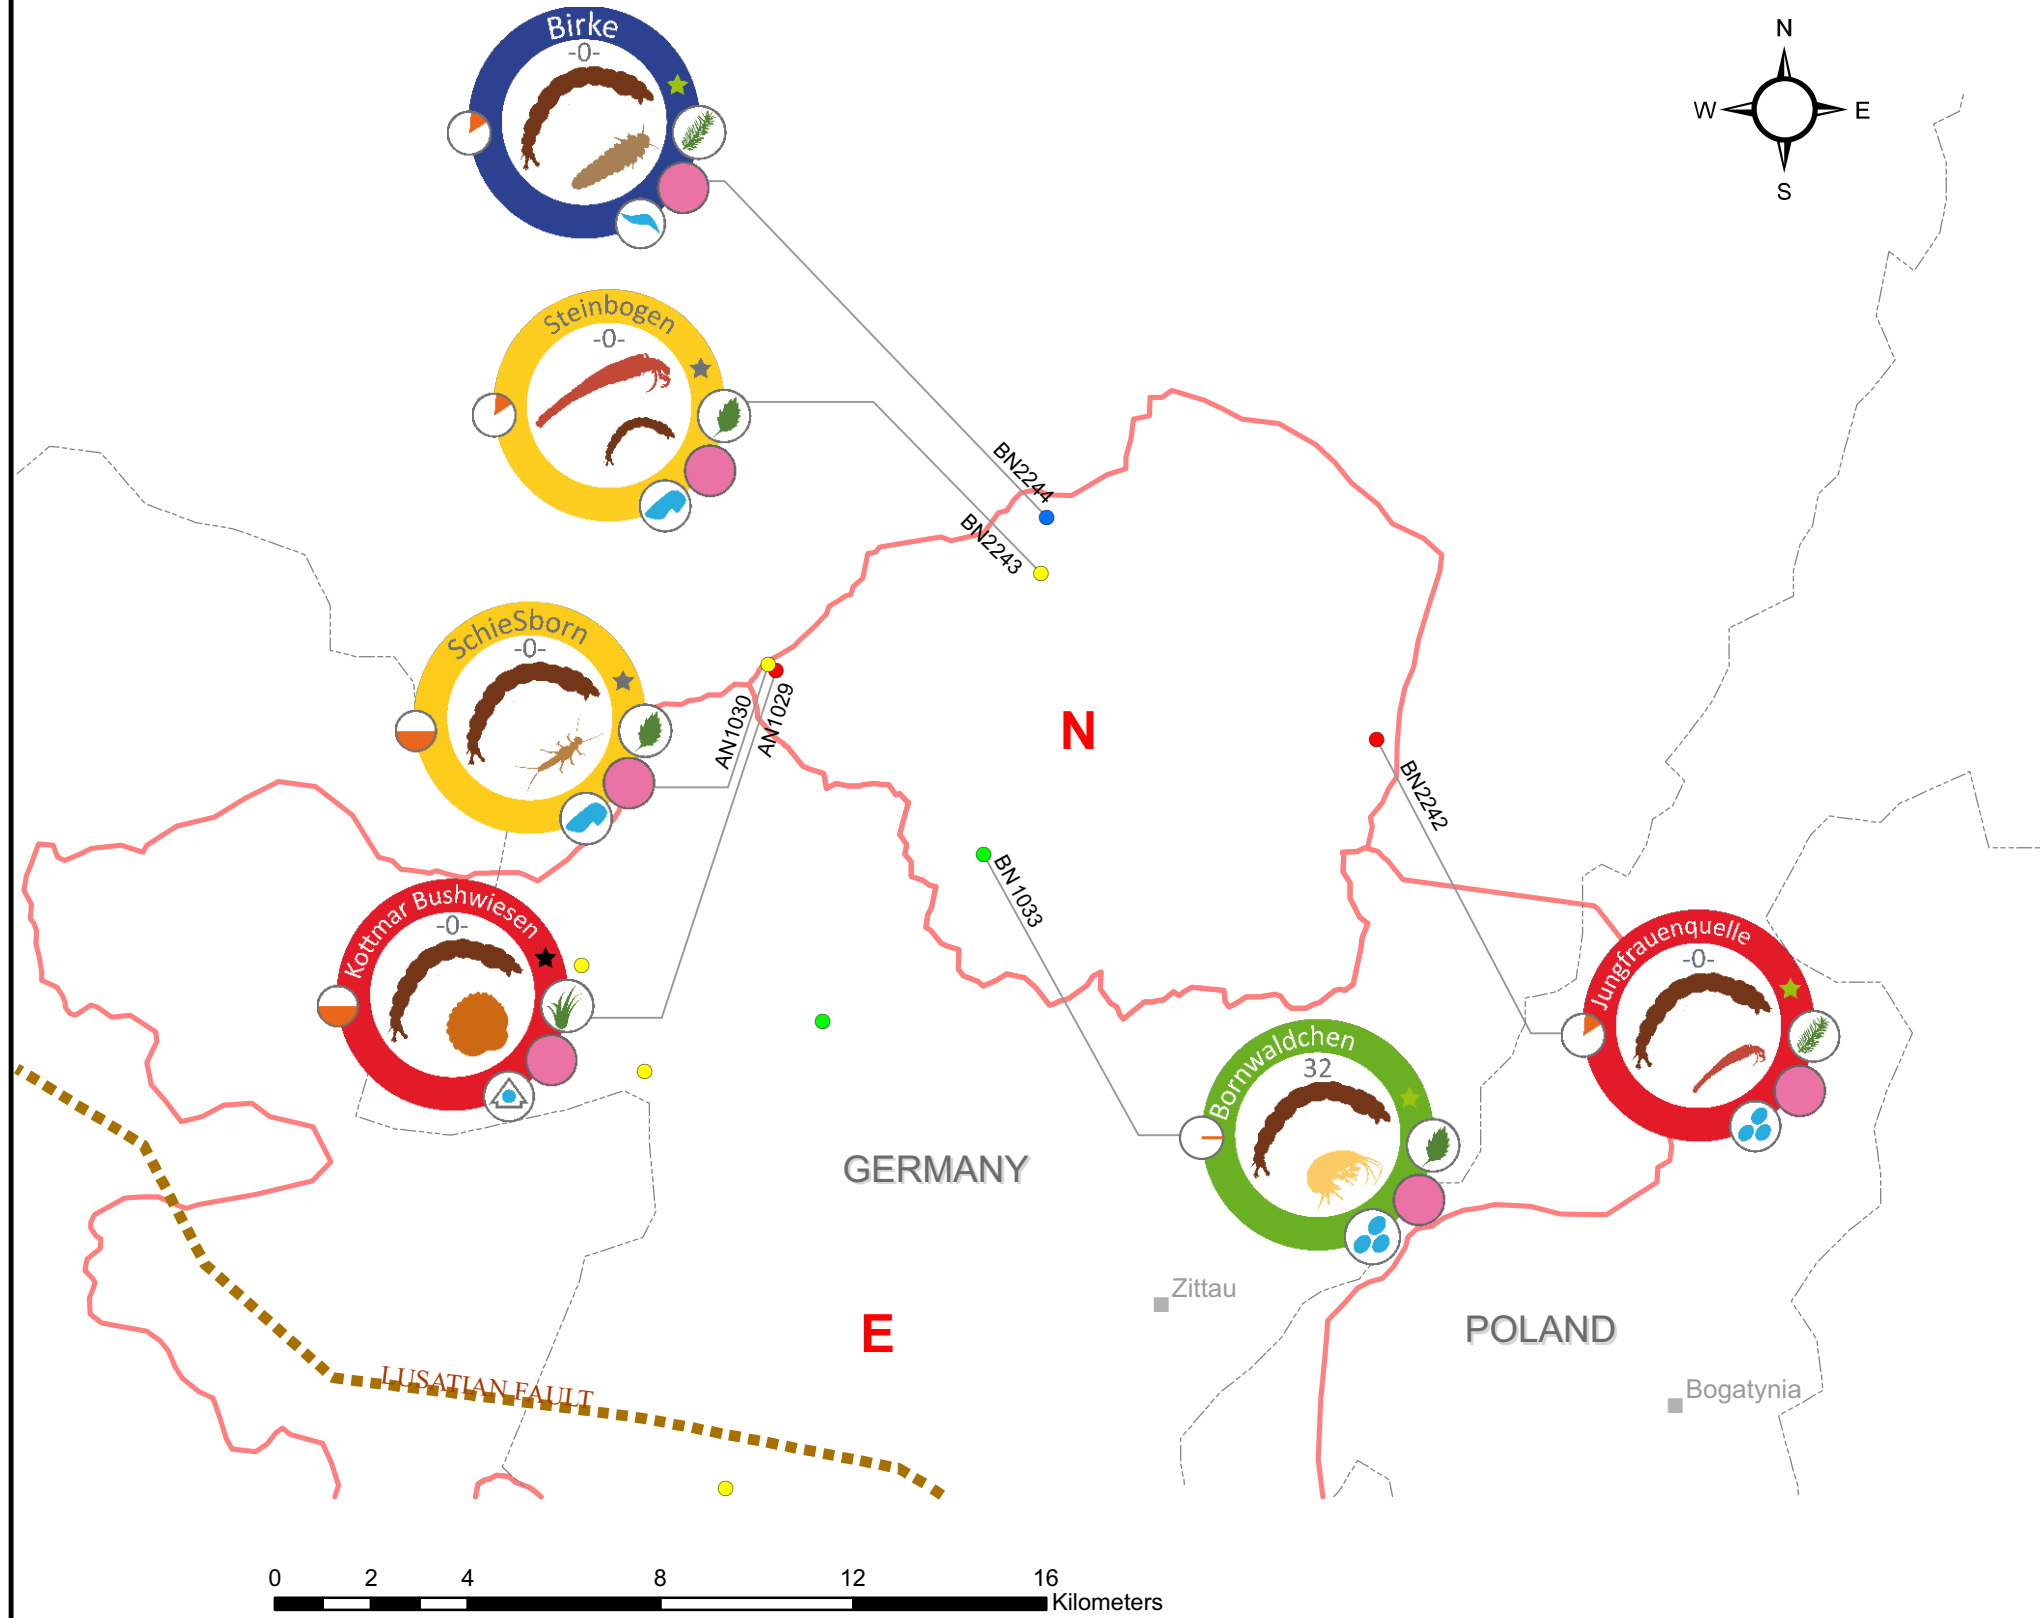 Birke
-0-
N
W
E
S
Steinbogen
-0-
BN2244
BN2243
SchieSborn
-0-
AN1030
AN1029
N
BN2242
Kottmar Bushwiesen
-0-
BN1033
Jungfrauenquelle
-0-
Bornwaldchen
32
GERMANY
Zittau
POLAND
E
LUSATIAN FAULT
Bogatynia
0 2 4 8 12 16
Kilometers